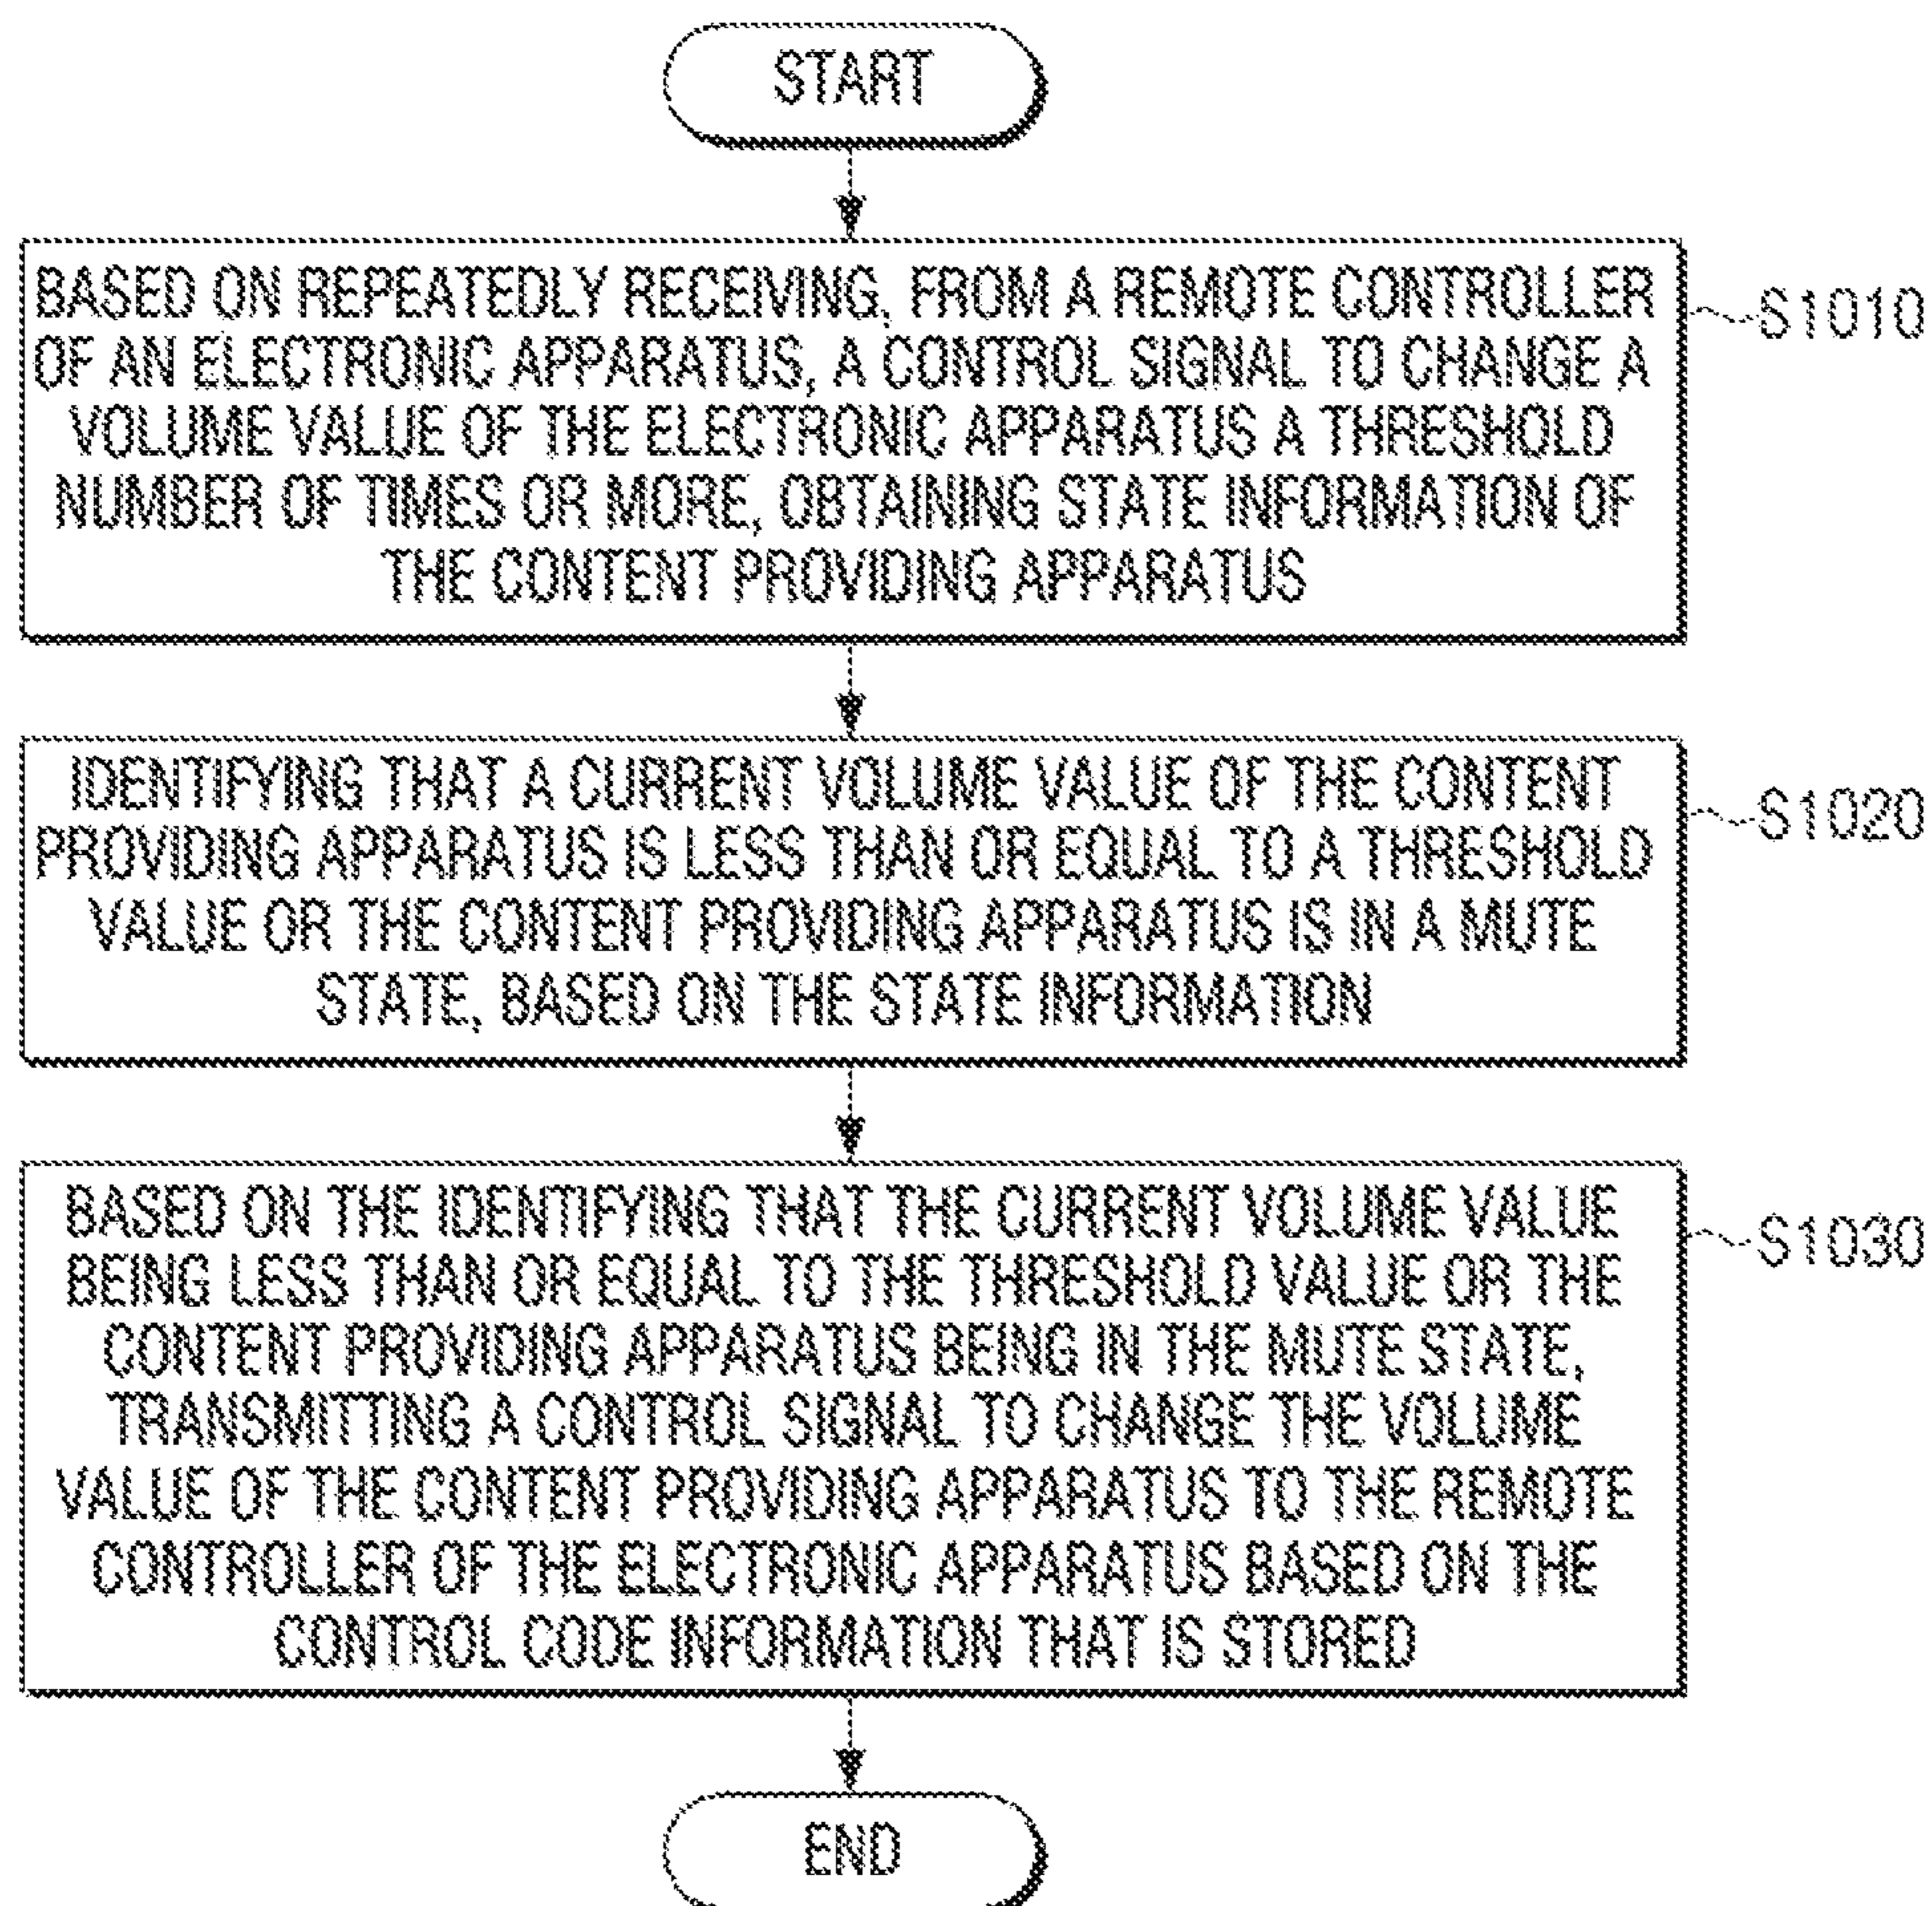 START
BASED ON REPEATEDLY RECEIVING, FROM A REMOTE CONTROLLER
OF AN ELECTRONIC APPARATUS, A CONTROL SIGNAL TO CHANGE A
VOLUME VALUE OF THE ELECTRONIC APPARATUS A THRESHOLD
NUMBER OF TIMES OR MORE, OBTAINING STATE INFORMATION OF
THE CONTENT PROVIDING APPARATUS
S1010
IDENTIFYING THAT A CURRENT VOLUME VALUE OF THE CONTENT
PROVIDING APPARATUS IS LESS THAN OR EQUAL TO A THRESHOLD
VALUE OR THE CONTENT PROVIDING APPARATUS IS IN A MUTE
STATE, BASED ON THE STATE INFORMATION
S1020
BASED ON THE IDENTIFYING THAT THE CURRENT VOLUME VALUE
BEING LESS THAN OR EQUAL TO THE THRESHOLD VALUE OR THE
CONTENT PROVIDING APPARATUS BEING IN THE MUTE STATE,
TRANSMITTING A CONTROL SIGNAL TO CHANGE THE VOLUME
VALUE OF THE CONTENT PROVIDING APPARATUS TO THE REMOTE
CONTROLLER OF THE ELECTRONIC APPARATUS BASED ON THE
CONTROL CODE INFORMATION THAT IS STORED
S1030
END